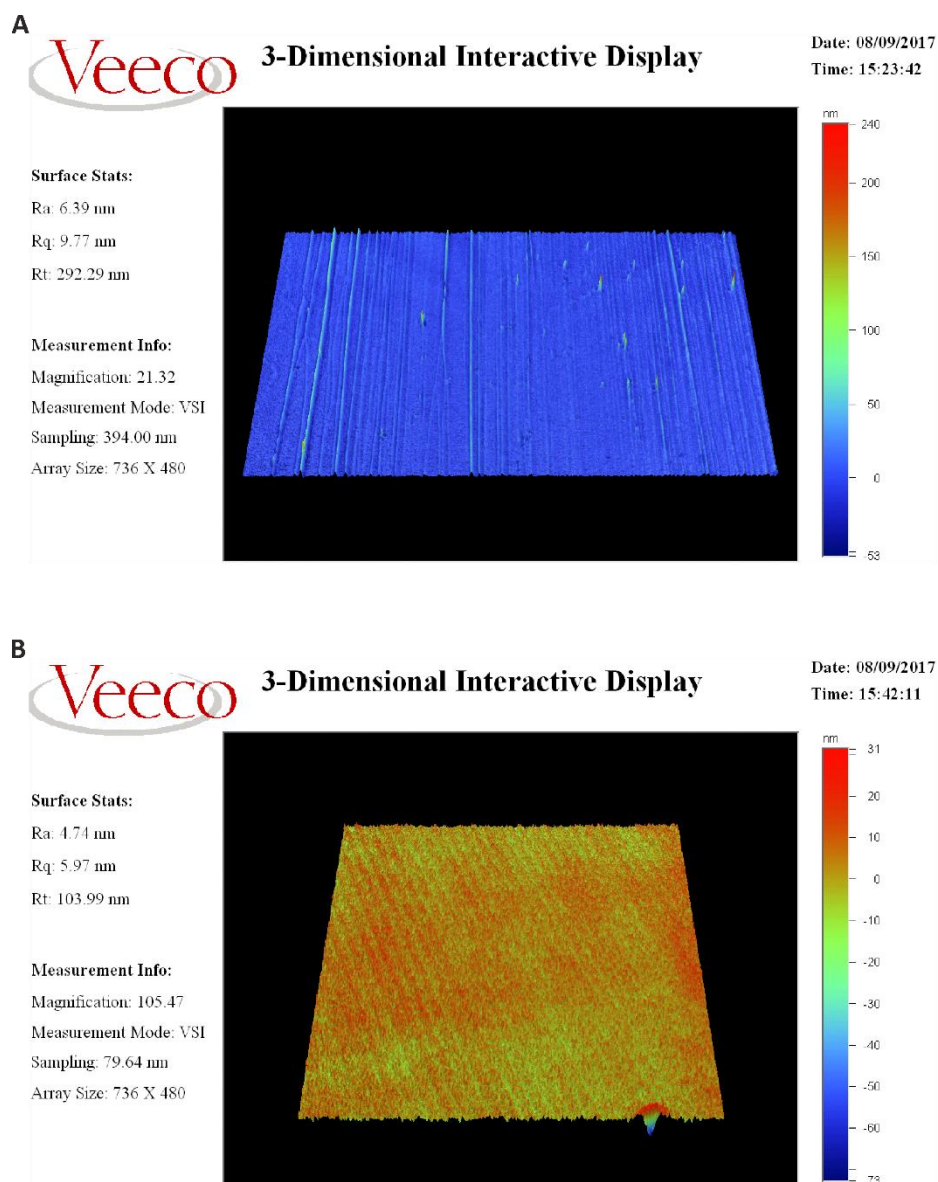 A
Veeco
3-Dimensional Interactive Display
Date: 08/09/2017
Time: 15:23:42
Surface Stats:
Ra: 6.39 nm
Rq: 9.77 nm
Rt: 292.29 nm
Measurement Info:
Magnification: 21.32
Measurement Mode: VSI
Sampling: 394.00 nm
Array Size: 736 X 480
nm
240
200
150
100
50
0
-53
B
Veeco
3-Dimensional Interactive Display
Date: 08/09/2017
Time: 15:42:11
Surface Stats:
Ra: 4.74 nm
Rq: 5.97 nm
Rt: 103.99 nm
Measurement Info:
Magnification: 105.47
Measurement Mode: VSI
Sampling: 79.64 nm
Array Size: 736 X 480
nm
31
20
10
0
-10
-20
-30
-40
-50
-60
-73